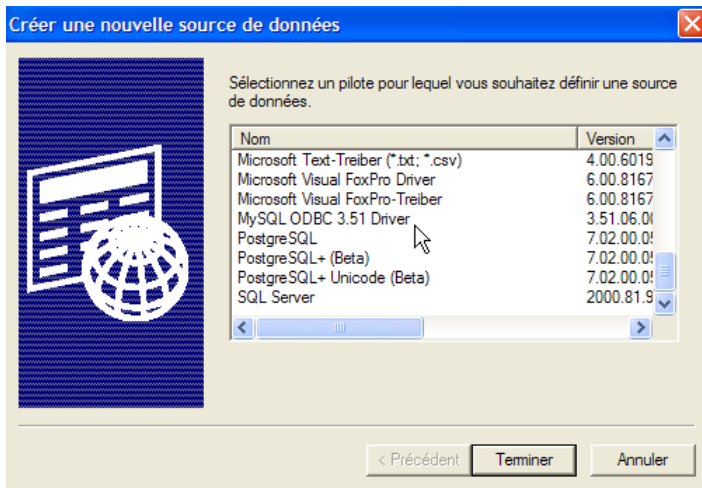 Créer une nouvelle source de données
Sélectionnez un pilote pour lequel vous souhaitez définir une source
de données.
Nom Version
Microsoft Text-Treiber (*.txt; *.csv) 4.00.6019
Microsoft Visual FoxPro Driver 6.00.8167
Microsoft Visual FoxPro-Treiber 6.00.8167
MySQL ODBC 3.51 Driver 3.51.06.00
PostgreSQL 7.02.00.05
PostgreSQL+ (Beta) 7.02.00.05
PostgreSQL+ Unicode (Beta) 7.02.00.05
SQL Server 2000.81.9
< Précédent Terminer Annuler